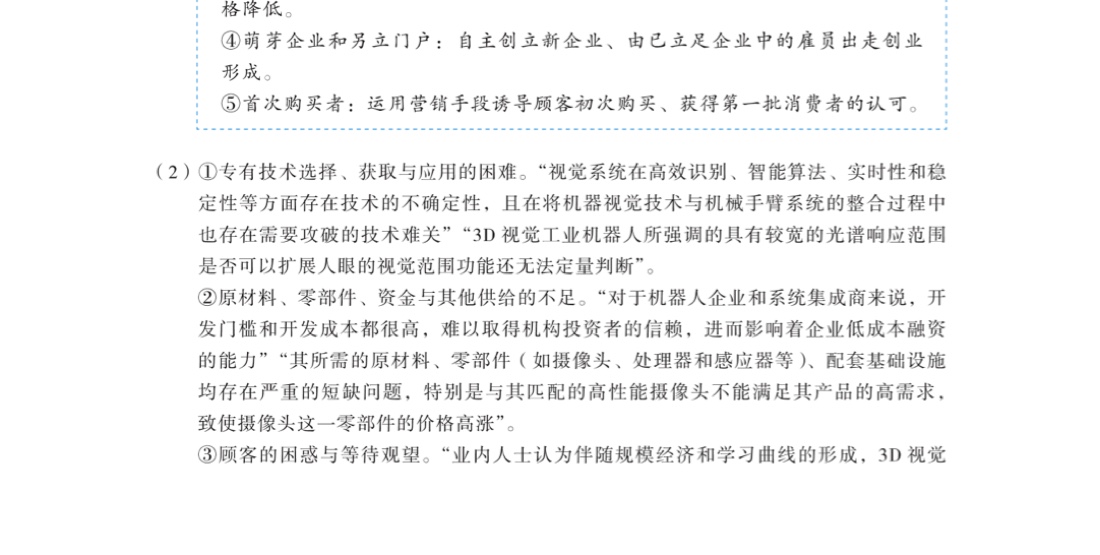 格降低。
④萌芽企业和另立门户：自主创立新企业、由已立足企业中的雇员出走创业
形成。
⑤首次购买者：运用营销手段诱导顾客初次购买、获得第一批消费者的认可。
（2）①专有技术选择、获取与应用的困难。“视觉系统在高效识别、智能算法、实时性和稳
定性等方面存在技术的不确定性，且在将机器视觉技术与机械手臂系统的整合过程中
也存在需要攻破的技术难关”“3D 视觉工业机器人所强调的具有较宽的光谱响应范围
是否可以扩展人眼的视觉范围功能还无法定量判断”。
②原材料、零部件、资金与其他供给的不足。“对于机器人企业和系统集成商来说，开
发门槛和开发成本都很高，难以取得机构投资者的信赖，进而影响着企业低成本融资
的能力”“其所需的原材料、零部件（如摄像头、处理器和感应器等）、配套基础设施
均存在严重的短缺问题，特别是与其匹配的高性能摄像头不能满足其产品的高需求，
致使摄像头这一零部件的价格高涨”。
③顾客的困惑与等待观望。“业内人士认为伴随规模经济和学习曲线的形成，3D 视觉